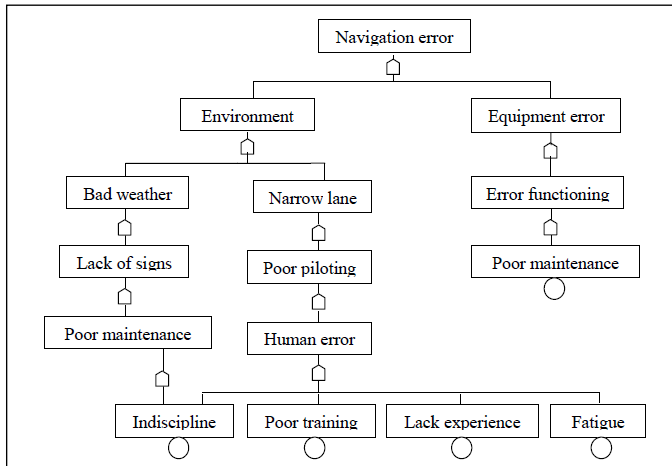 Navigation error
Environment
Equipment error
Bad weather
Narrow lane
Error functioning
Lack of signs
Poor piloting
Poor maintenance
Poor maintenance
Human error
Indiscipline
Poor training
Lack experience
Fatigue